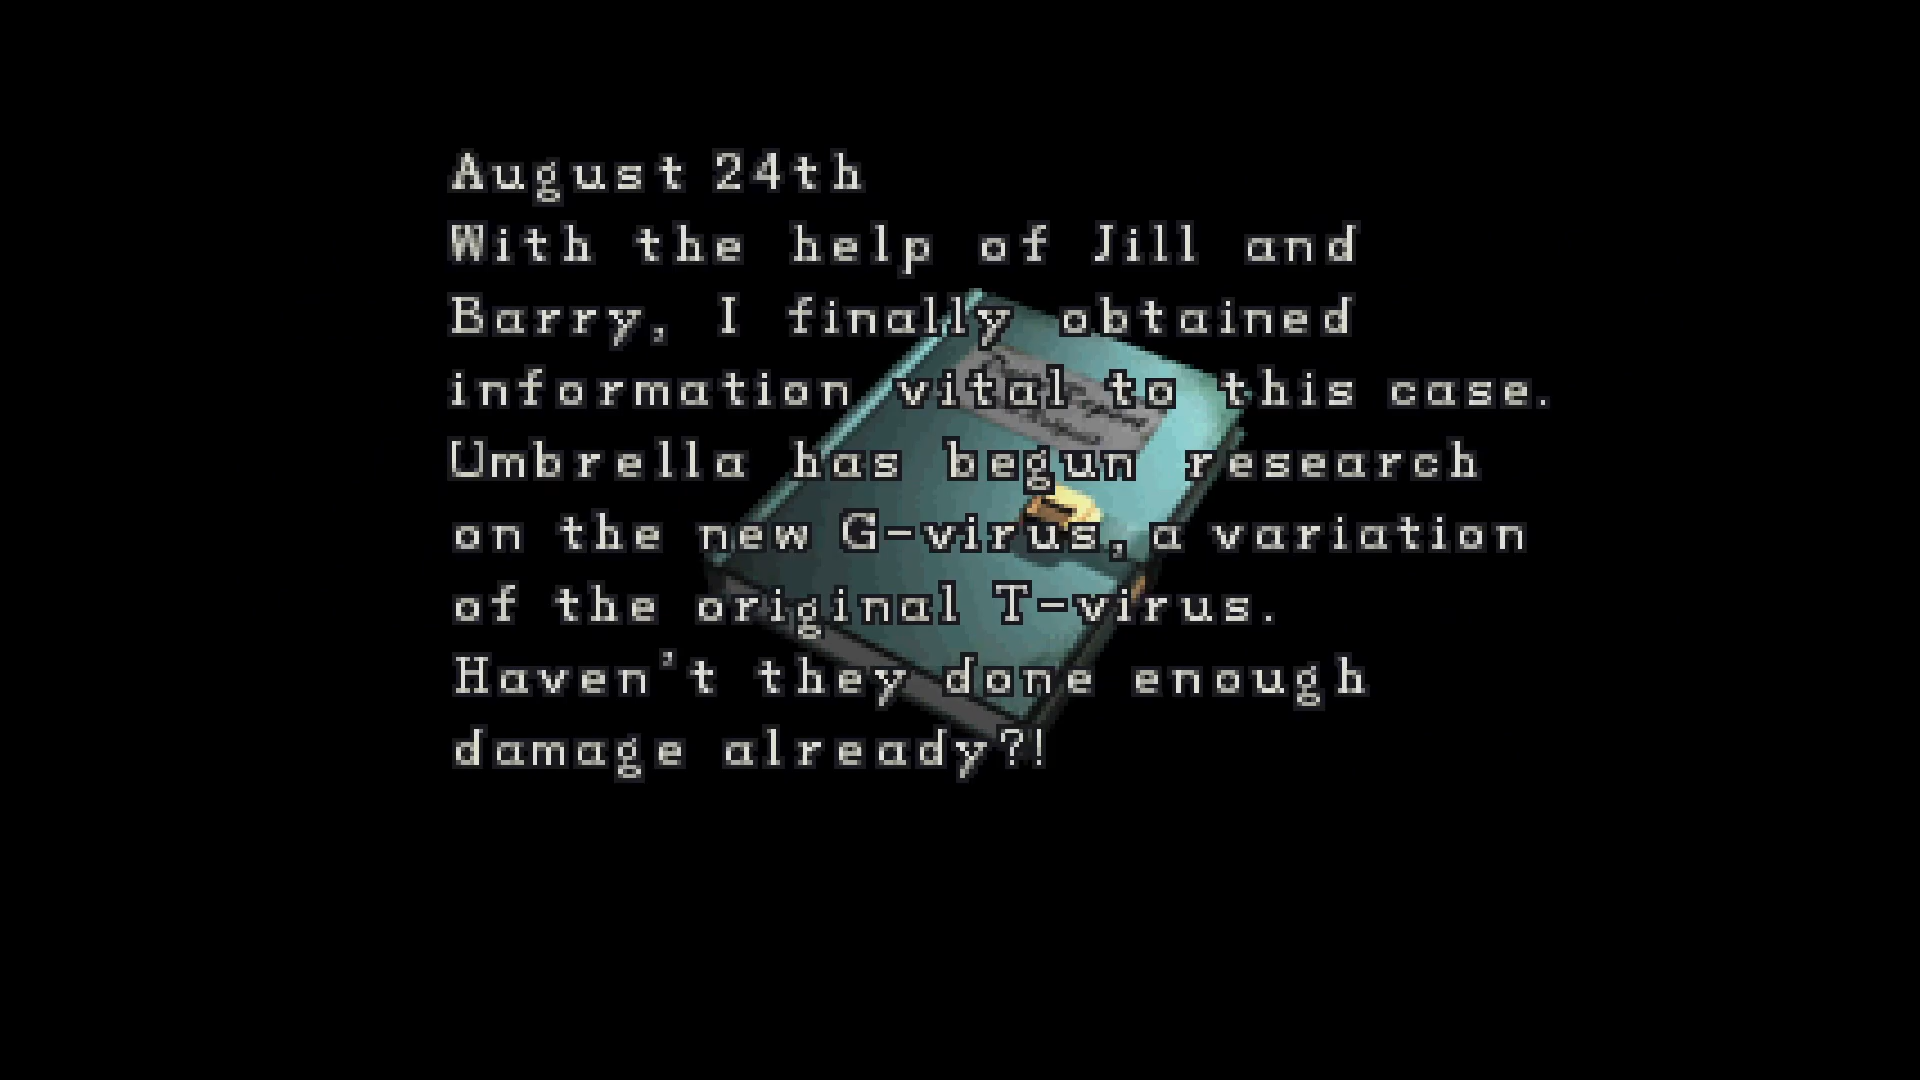 August 24th
With the help of Jill and
Barry, I finally obtained
information vital to this case.
Umbrella has begun research
on the new G-virus, a variation
of the original T-virus.
Haven't they done enough
damage already?!